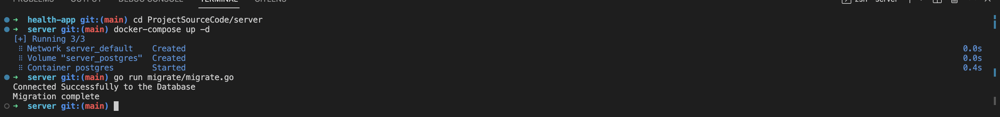 PROBLEMS OUTPUT DEBUG CONSOLE TERMINAL GITLENS zsh - server
→ health-app git:(main) cd ProjectSourceCode/server
→ server git:(main) docker-compose up -d
[+] Running 3/3
⠿ Network server_default Created 0.0s
⠿ Volume "server_postgres" Created 0.0s
⠿ Container postgres Started 0.4s
→ server git:(main) go run migrate/migrate.go
Connected Successfully to the Database
Migration complete
→ server git:(main)